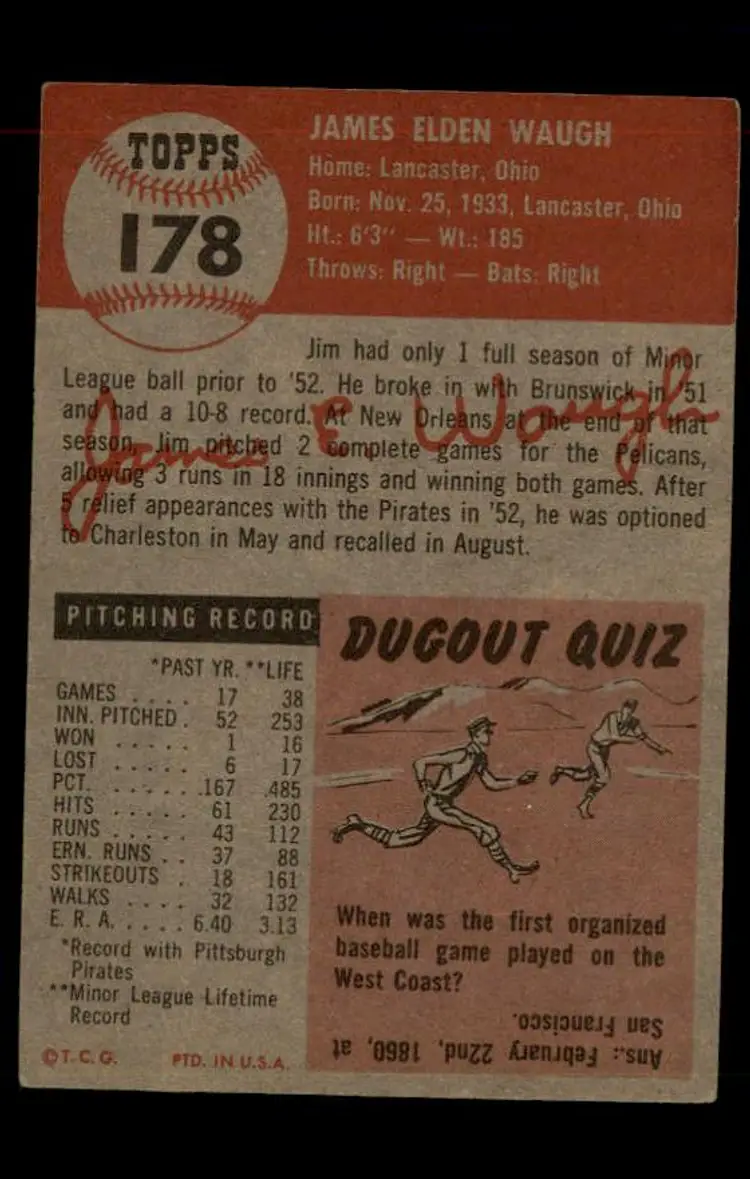 TOPPS
178
JAMES ELDEN WAUGH
Home: Lancaster, Ohio
Born: Nov. 25, 1933, Lancaster, Ohio
Ht.: 6'3" — Wt.: 185
Throws: Right — Bats: Right
Jim had only 1 full season of Minor
League ball prior to '52. He broke in with Brunswick in '51
and had a 10-8 record. At New Orleans at the end of that
season, Jim pitched 2 complete games for the Pelicans,
allowing 3 runs in 18 innings and winning both games. After
5 relief appearances with the Pirates in '52, he was optioned
to Charleston in May and recalled in August.
James E. Waugh
PITCHING RECORD
*PAST YR. **LIFE
GAMES .... 17 38
INN. PITCHED. 52 253
WON ..... 1 16
LOST ..... 6 17
PCT. ...... .167 .485
HITS ..... 61 230
RUNS ..... 43 112
ERN. RUNS .. 37 88
STRIKEOUTS . 18 161
WALKS .... 32 132
E. R. A. .... 6.40 3.13
*Record with Pittsburgh
Pirates
**Minor League Lifetime
Record
©T. C. G. PTD. IN U.S.A.
DUGOUT QUIZ
When was the first organized
baseball game played on the
West Coast?
Ans.: February 22nd, 1860, at
San Francisco.